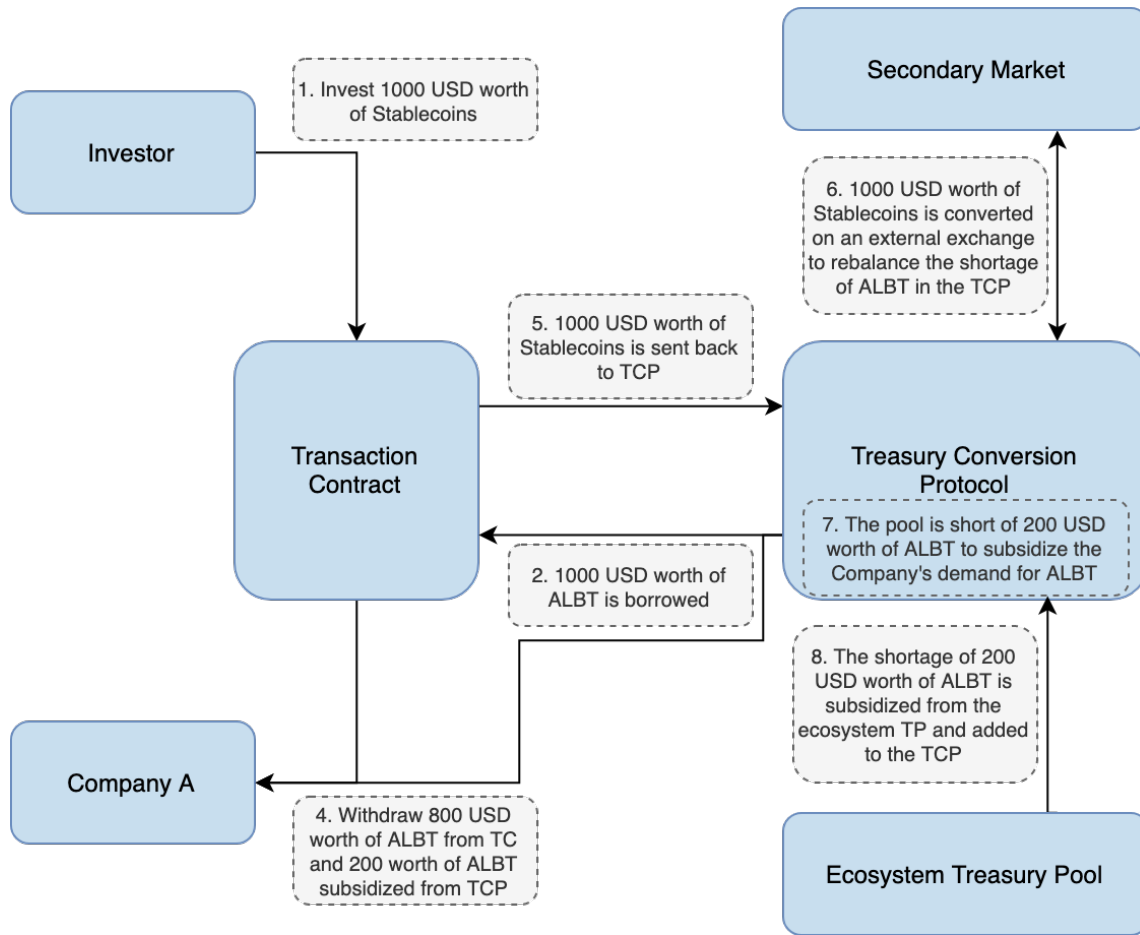 Secondary Market
1. Invest 1000 USD worth
of Stablecoins
Investor
6. 1000 USD worth of
Stablecoins is converted
on an external exchange
to rebalance the shortage
of ALBT in the TCP
5. 1000 USD worth of
Stablecoins is sent back
to TCP
Transaction
Contract
Treasury Conversion
Protocol
7. The pool is short of 200 USD
worth of ALBT to subsidize the
Company's demand for ALBT
2. 1000 USD worth of
ALBT is borrowed
8. The shortage of 200
USD worth of ALBT is
subsidized from the
ecosystem TP and added
to the TCP
Company A
4. Withdraw 800 USD
worth of ALBT from TC
and 200 worth of ALBT
subsidized from TCP
Ecosystem Treasury Pool